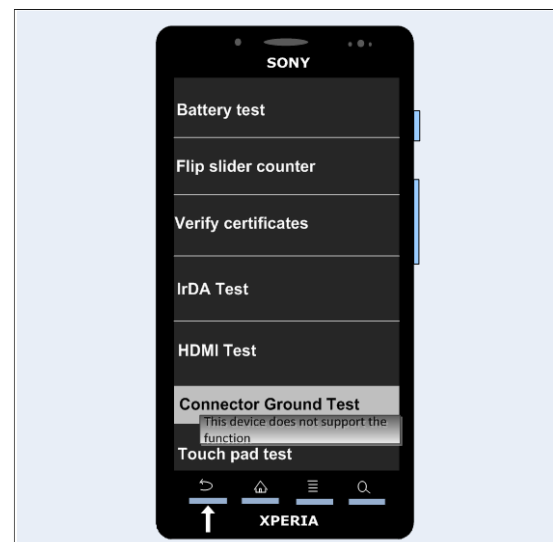 SONY
Battery test
Flip slider counter
Verify certificates
IrDA Test
HDMI Test
Connector Ground Test
This device does not support the
function
Touch pad test
XPERIA